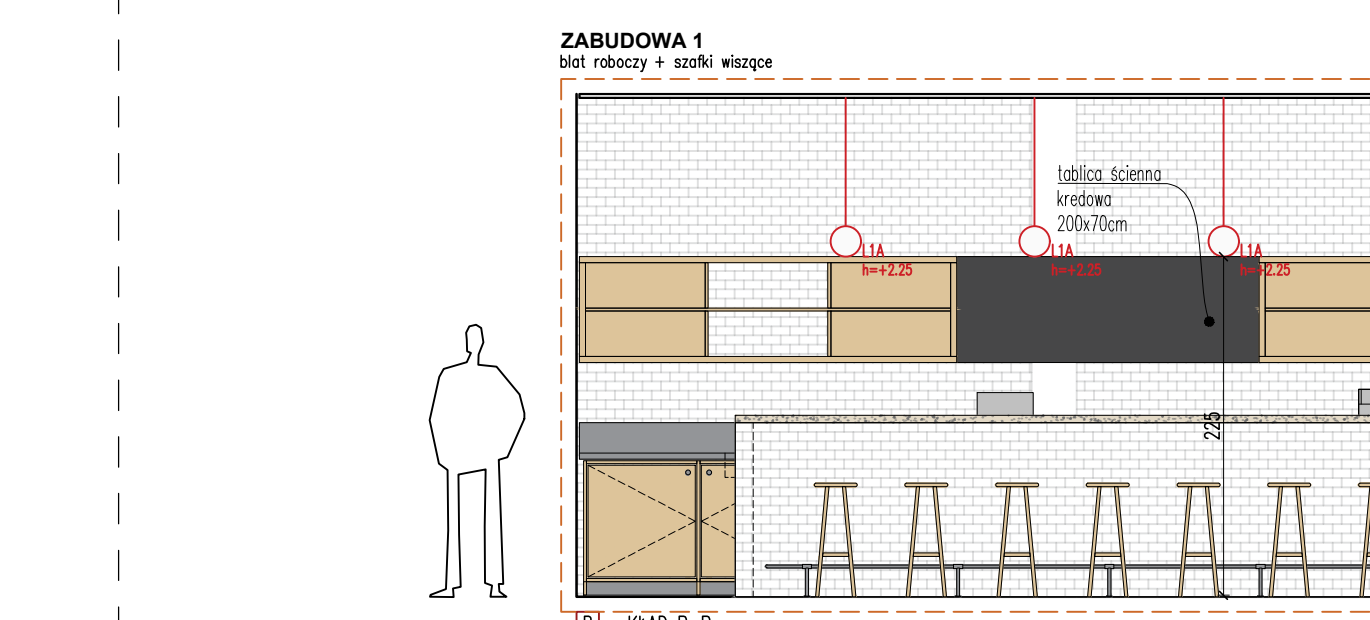 ZABUDOWA 1
blat roboczy + szafki wiszące
tablica ścienna
kredowa
200x70cm
L1A
h=+2.25
L1A
h=+2.25
L1A
h=+2.25
225